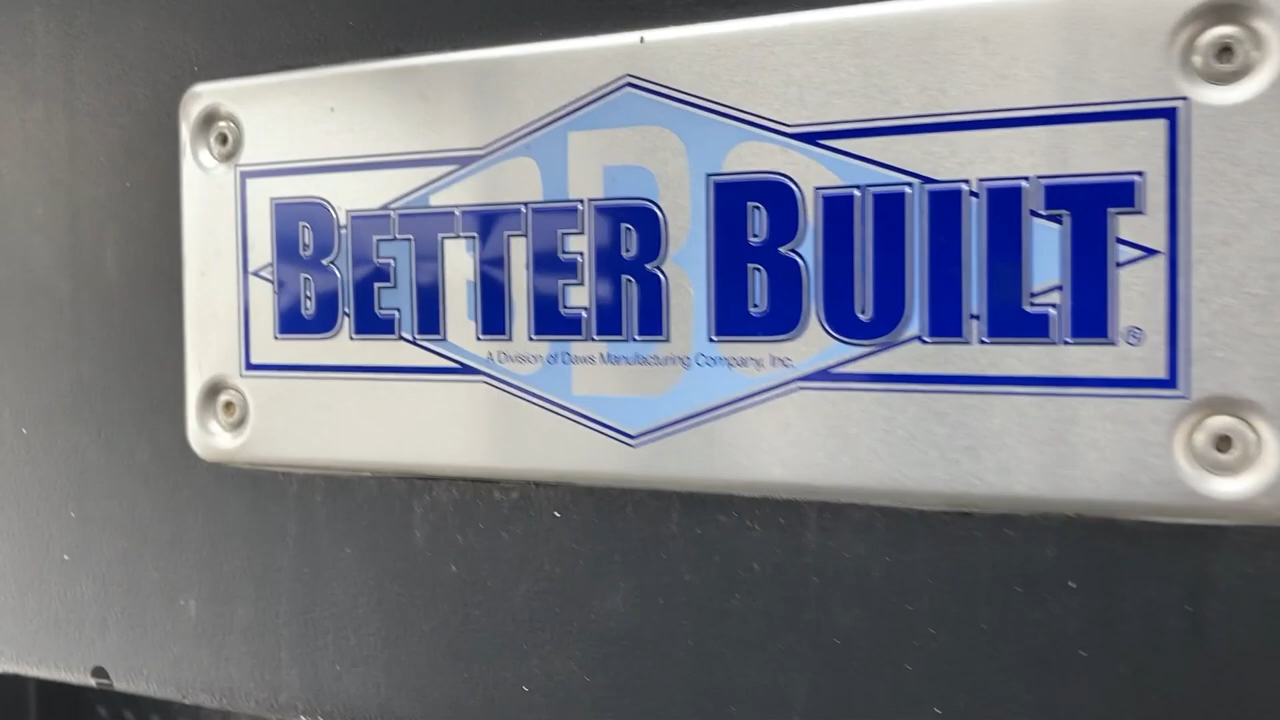 BETTER BUILT®
A Division of Daws Manufacturing Company, Inc.